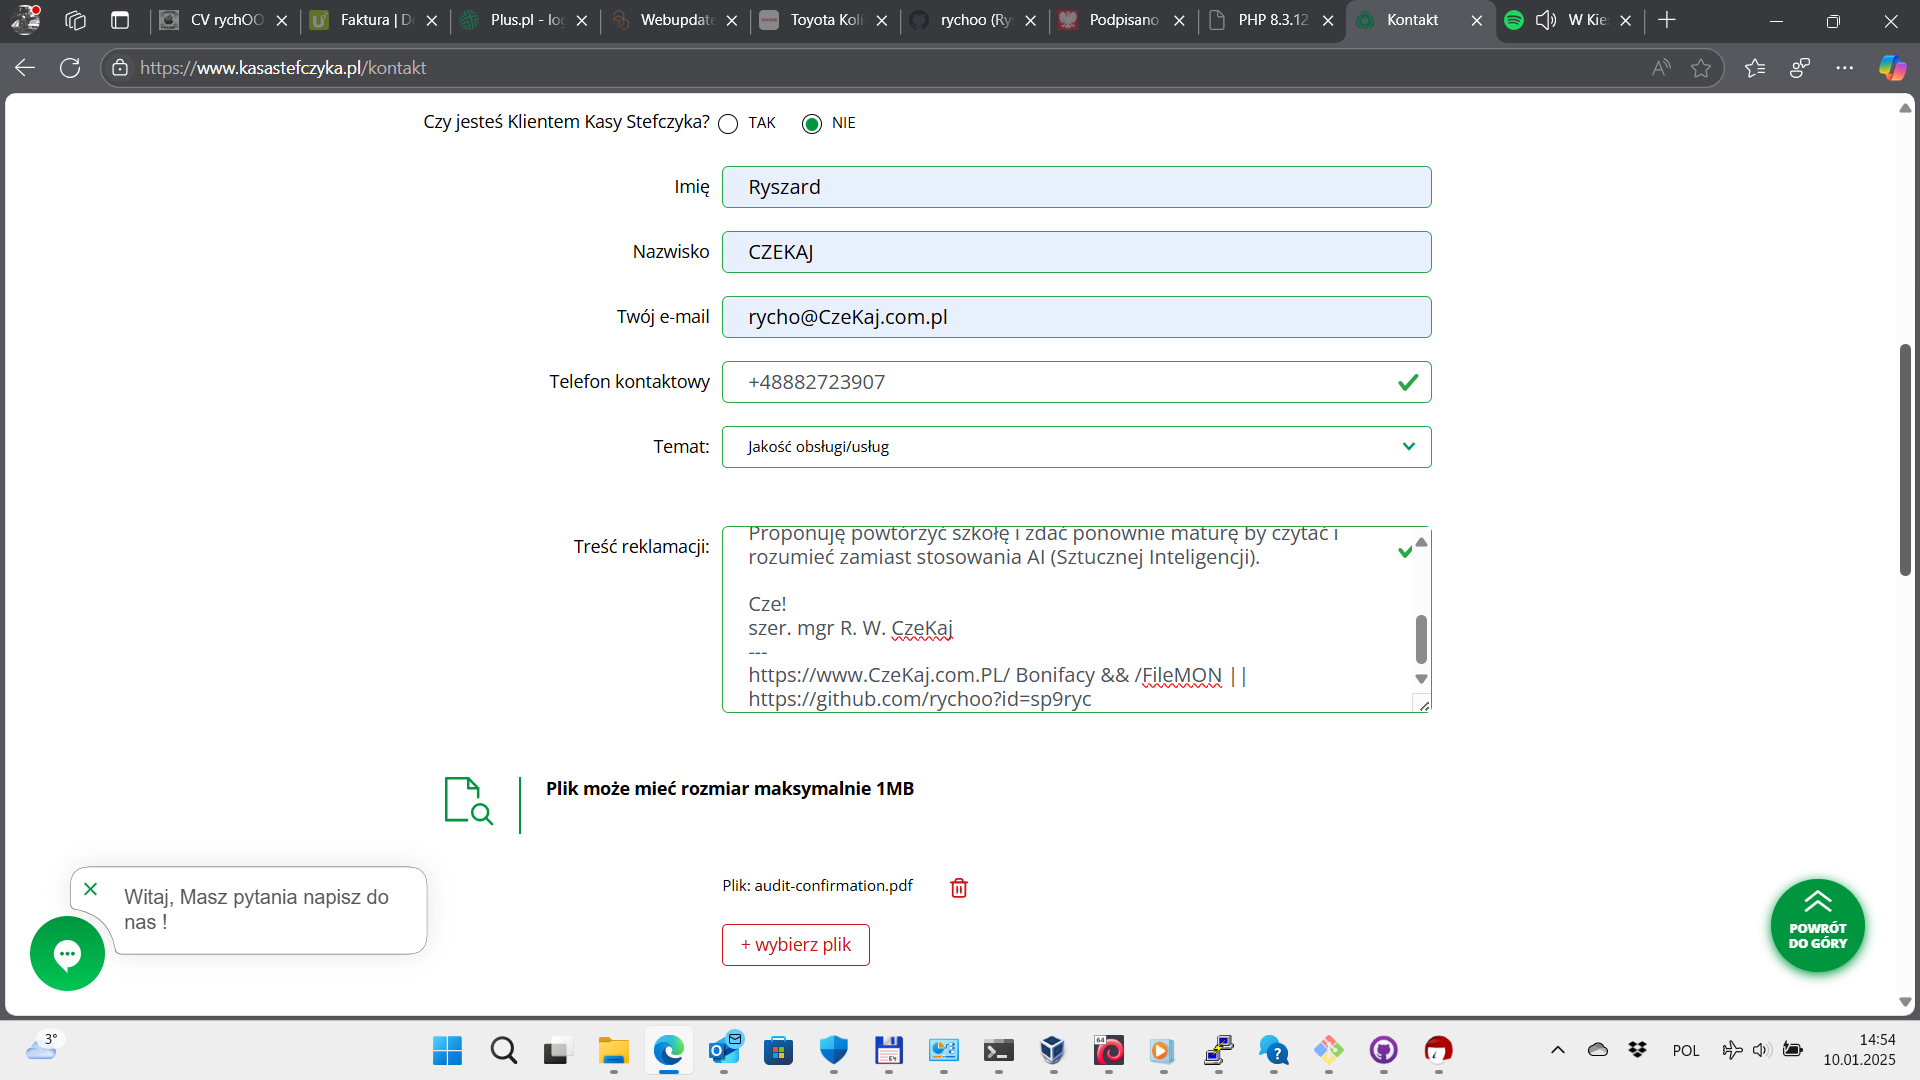 CV rychOO
Faktura | Do
Plus.pl - log
Webupdate
Toyota Koli
rychoo (Rys
Podpisano
PHP 8.3.12
Kontakt
W Kie
https://www.kasastefczyka.pl/kontakt
Czy jesteś Klientem Kasy Stefczyka?
TAK
NIE
Imię
Ryszard
Nazwisko
CZEKAJ
Twój e-mail
rycho@CzeKaj.com.pl
Telefon kontaktowy
+48882723907
Temat:
Jakość obsługi/usług
Treść reklamacji:
Proponuję powtórzyć szkołę i zdać ponownie maturę by czytać i
rozumieć zamiast stosowania AI (Sztucznej Inteligencji).
Cze!
szer. mgr R. W. CzeKaj
---
https://www.CzeKaj.com.PL/ Bonifacy && /FileMON ||
https://github.com/rychoo?id=sp9ryc
Plik może mieć rozmiar maksymalnie 1MB
Plik: audit-confirmation.pdf
+ wybierz plik
Witaj, Masz pytania napisz do
nas !
POWRÓT
DO GÓRY
3°
POL
14:54
10.01.2025